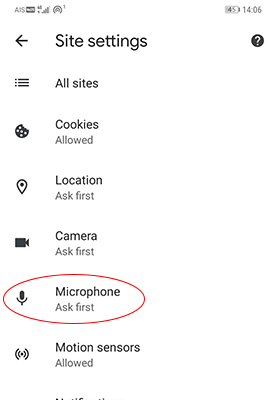 AIS
45 14:06
Site settings
All sites
Cookies
Allowed
Location
Ask first
Camera
Ask first
Microphone
Ask first
Motion sensors
Allowed